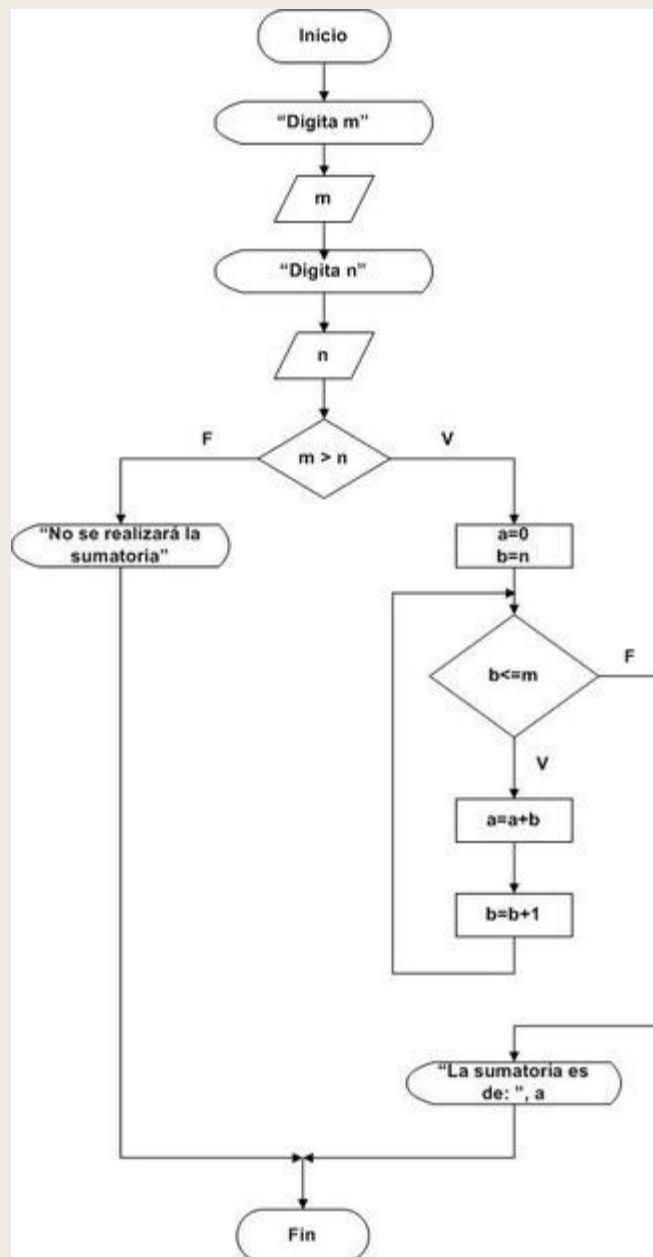 Inicio
“Digita m”
m
“Digita n”
n
F
V
m > n
“No se realizará la
sumatoria”
a=0
b=n
b<=m
F
V
a=a+b
b=b+1
“La sumatoria es
de: ”, a
Fin